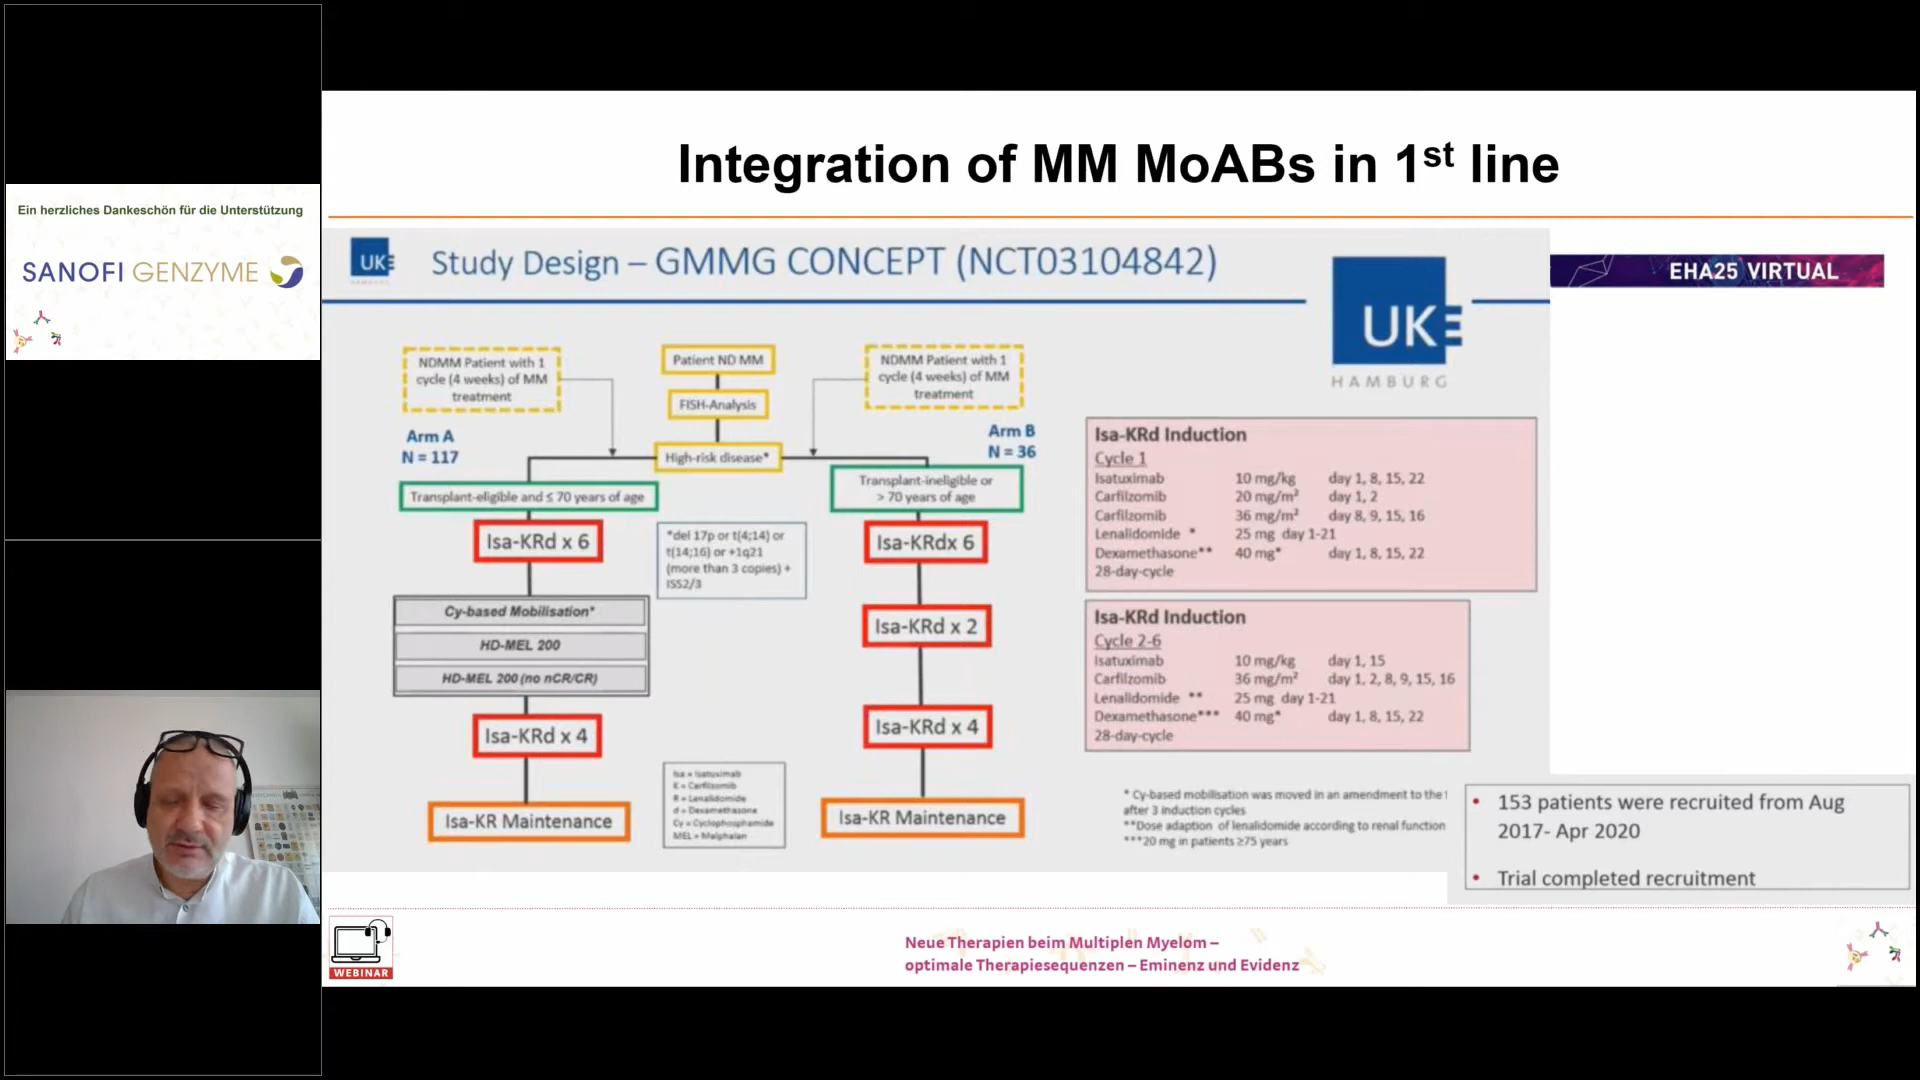 Ein herzliches Dankeschön für die Unterstützung
SANOFI GENZYME
Integration of MM MoABs in 1st line
UKE
HAMBURG
Study Design – GMMG CONCEPT (NCT03104842)
EHA25 VIRTUAL
UKE
HAMBURG
NDMM Patient with 1
cycle (4 weeks) of MM
treatment
Patient ND MM
FISH-Analysis
High-risk disease*
NDMM Patient with 1
cycle (4 weeks) of MM
treatment
Arm A
N = 117
Arm B
N = 36
Transplant-eligible and ≤ 70 years of age
Transplant-ineligible or
> 70 years of age
Isa-KRd x 6
*del 17p or t(4;14) or
t(14;16) or +1q21
(more than 3 copies) +
ISS2/3
Isa-KRdx 6
Cy-based Mobilisation*
HD-MEL 200
HD-MEL 200 (no nCR/CR)
Isa-KRd x 2
Isa-KRd x 4
Isa-KRd x 4
Isa-KR Maintenance
Isa = Isatuximab
K = Carfilzomib
R = Lenalidomide
d = Dexamethasone
Cy = Cyclophosphamide
MEL = Malphalan
Isa-KR Maintenance
Isa-KRd Induction
Cycle 1
Isatuximab 10 mg/kg day 1, 8, 15, 22
Carfilzomib 20 mg/m² day 1, 2
Carfilzomib 36 mg/m² day 8, 9, 15, 16
Lenalidomide * 25 mg day 1-21
Dexamethasone** 40 mg* day 1, 8, 15, 22
28-day-cycle
Isa-KRd Induction
Cycle 2-6
Isatuximab 10 mg/kg day 1, 15
Carfilzomib 36 mg/m² day 1, 2, 8, 9, 15, 16
Lenalidomide ** 25 mg day 1-21
Dexamethasone*** 40 mg* day 1, 8, 15, 22
28-day-cycle
* Cy-based mobilisation was moved in an amendment to the
after 3 induction cycles
**Dose adaption of lenalidomide according to renal function
***20 mg in patients ≥75 years
• 153 patients were recruited from Aug
2017- Apr 2020
• Trial completed recruitment
WEBINAR
Neue Therapien beim Multiplen Myelom –
optimale Therapiesequenzen – Eminenz und Evidenz